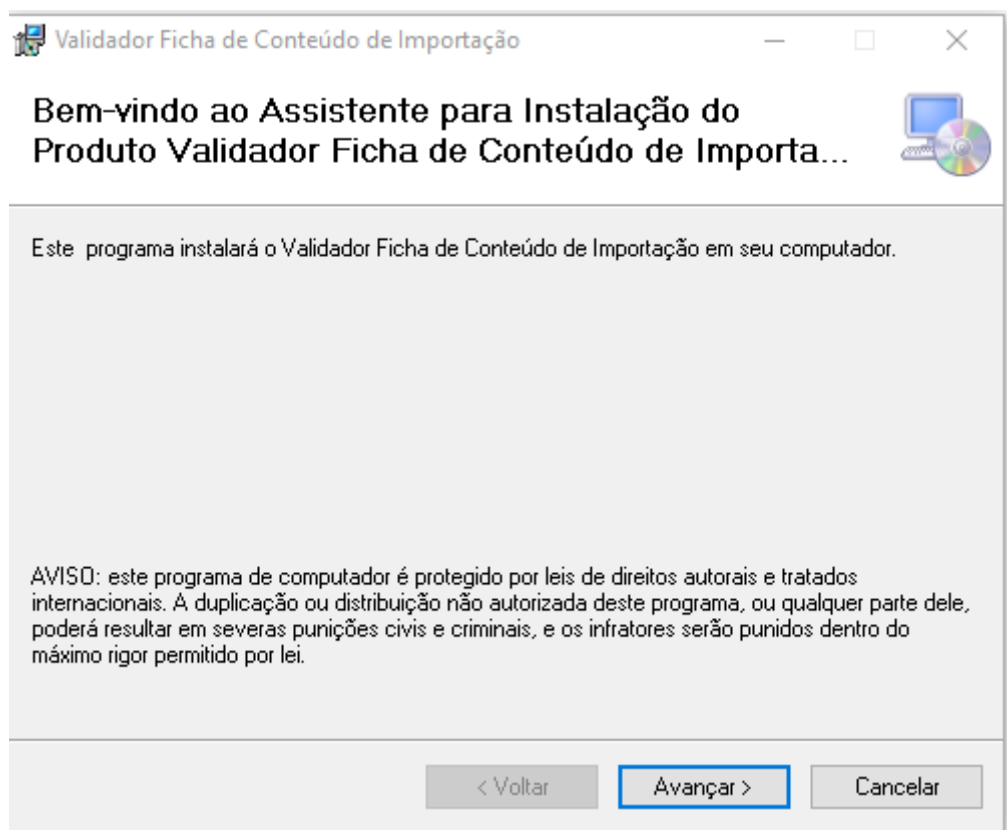 Validador Ficha de Conteúdo de Importação
Bem-vindo ao Assistente para Instalação do
Produto Validador Ficha de Conteúdo de Importa...
Este  programa instalará o Validador Ficha de Conteúdo de Importação em seu computador.
AVISO: este programa de computador é protegido por leis de direitos autorais e tratados
internacionais. A duplicação ou distribuição não autorizada deste programa, ou qualquer parte dele,
poderá resultar em severas punições civis e criminais, e os infratores serão punidos dentro do
máximo rigor permitido por lei.
< Voltar
Avançar >
Cancelar